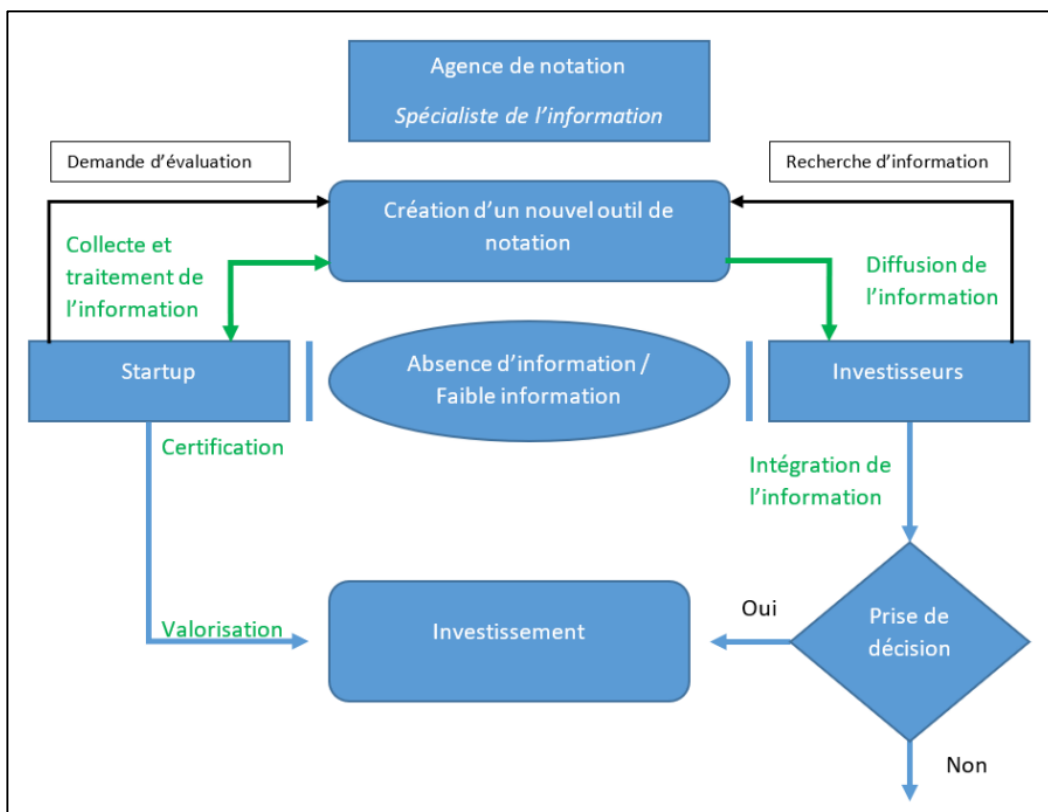 Agence de notation
Spécialiste de l’information
Demande d’évaluation
Recherche d’information
Création d’un nouvel outil de
notation
Collecte et
traitement de
l’information
Diffusion de
l’information
Startup
Absence d’information /
Faible information
Investisseurs
Certification
Intégration de
l’information
Valorisation
Investissement
Oui
Prise de
décision
Non